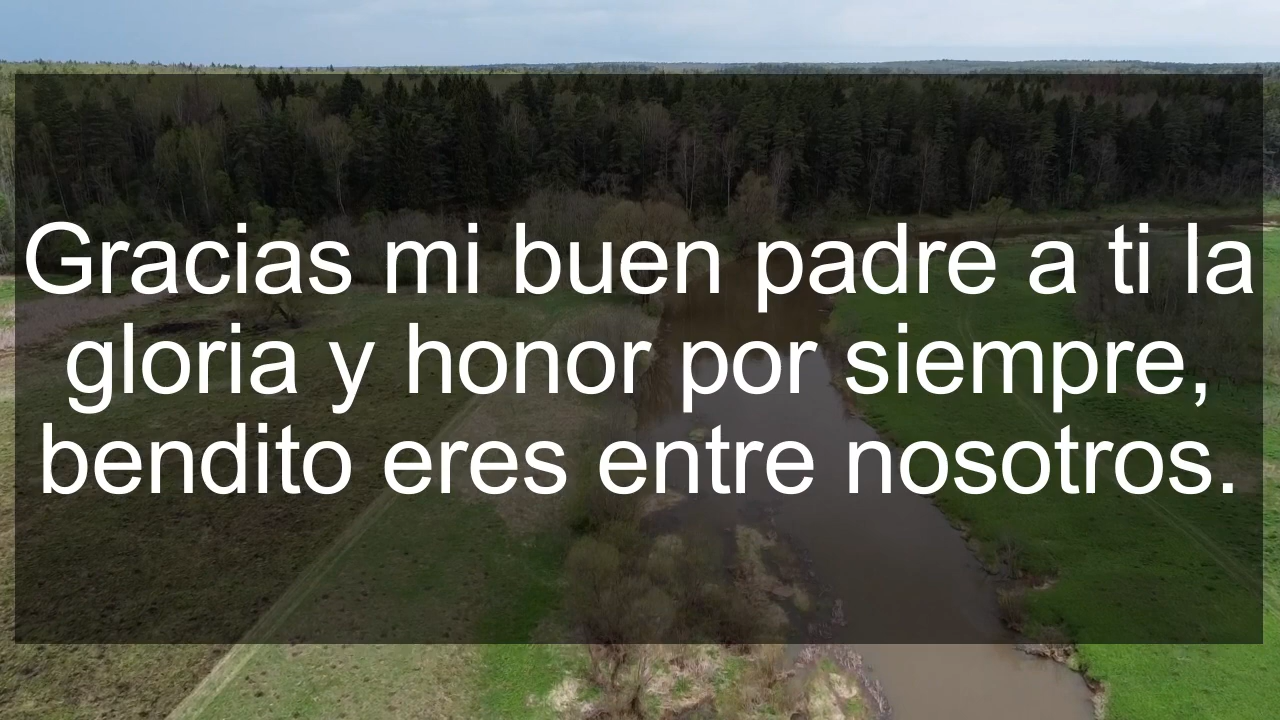 Gracias mi buen padre a ti la
gloria y honor por siempre,
bendito eres entre nosotros.